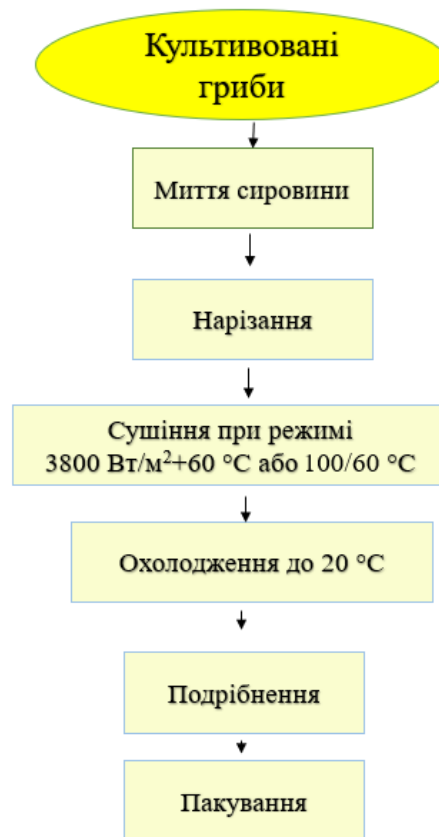 Культивовані
гриби
Миття сировини
Нарізання
Сушіння при режимі
3800 Вт/м²+60 °С або 100/60 °С
Охолодження до 20 °С
Подрібнення
Пакування